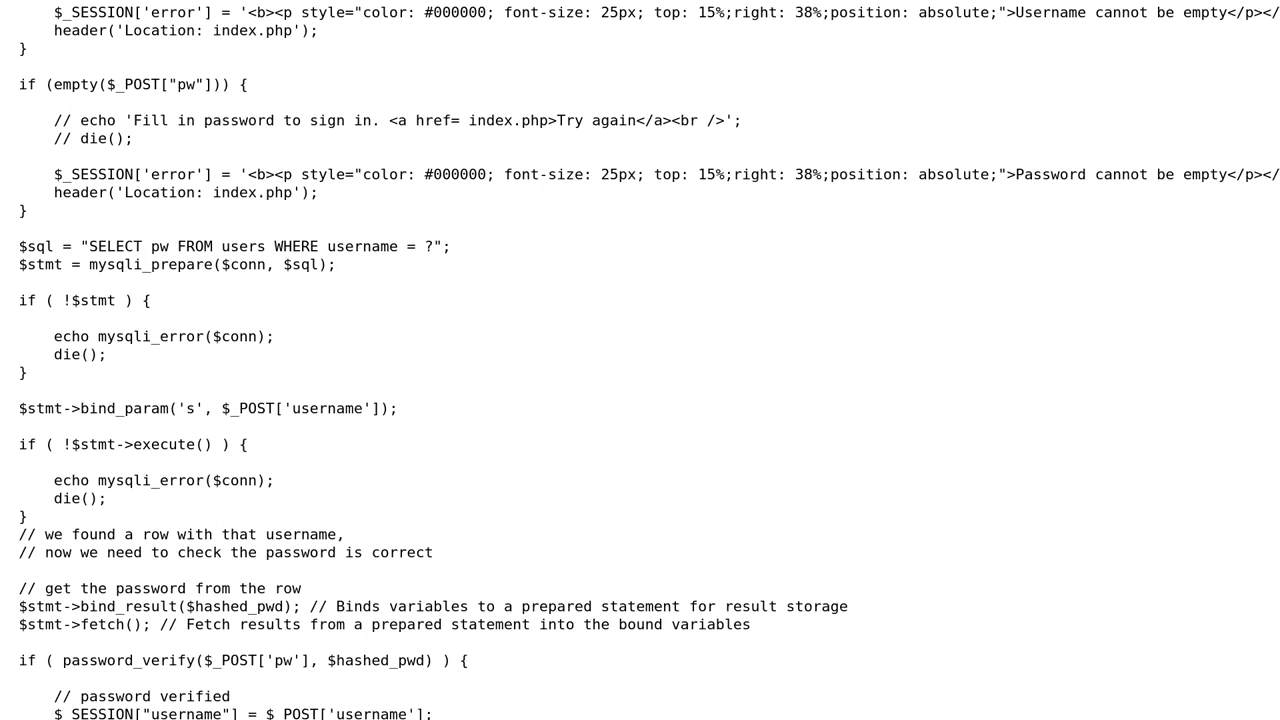 $_SESSION['error'] = '<b><p style="color: #000000; font-size: 25px; top: 15%;right: 38%;position: absolute;">Username cannot be empty</p></
header('Location: index.php');
}
if (empty($_POST["pw"])) {
// echo 'Fill in password to sign in. <a href= index.php>Try again</a><br />';
// die();
$_SESSION['error'] = '<b><p style="color: #000000; font-size: 25px; top: 15%;right: 38%;position: absolute;">Password cannot be empty</p></
header('Location: index.php');
}
$sql = "SELECT pw FROM users WHERE username = ?";
$stmt = mysqli_prepare($conn, $sql);
if ( !$stmt ) {
echo mysqli_error($conn);
die();
}
$stmt->bind_param('s', $_POST['username']);
if ( !$stmt->execute() ) {
echo mysqli_error($conn);
die();
}
// we found a row with that username,
// now we need to check the password is correct
// get the password from the row
$stmt->bind_result($hashed_pwd); // Binds variables to a prepared statement for result storage
$stmt->fetch(); // Fetch results from a prepared statement into the bound variables
if ( password_verify($_POST['pw'], $hashed_pwd) ) {
// password verified
$_SESSION["username"] = $_POST['username'];